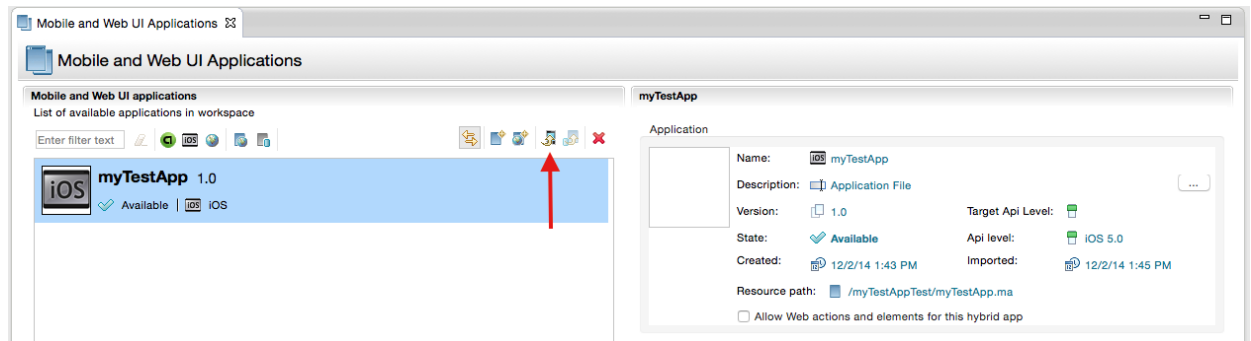 Mobile and Web UI Applications
Mobile and Web UI Applications
Mobile and Web UI applications
List of available applications in workspace
Enter filter text
iOS
iOS
myTestApp 1.0
Available | iOS iOS
myTestApp
Application
Name: iOS myTestApp
Description: Application File
...
Version: 1.0 Target Api Level:
State: Available Api level: iOS 5.0
Created: 12/2/14 1:43 PM Imported: 12/2/14 1:45 PM
Resource path: /myTestAppTest/myTestApp.ma
Allow Web actions and elements for this hybrid app